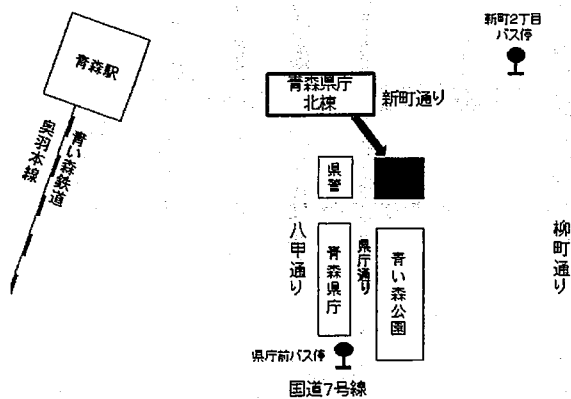 新町2丁目
バス停
青森駅
青森県庁
北棟
新町通り
青い森鉄道
奥羽本線
県警
八甲通り
青森県庁
県庁通り
青い森公園
柳町通り
県庁前バス停
国道7号線